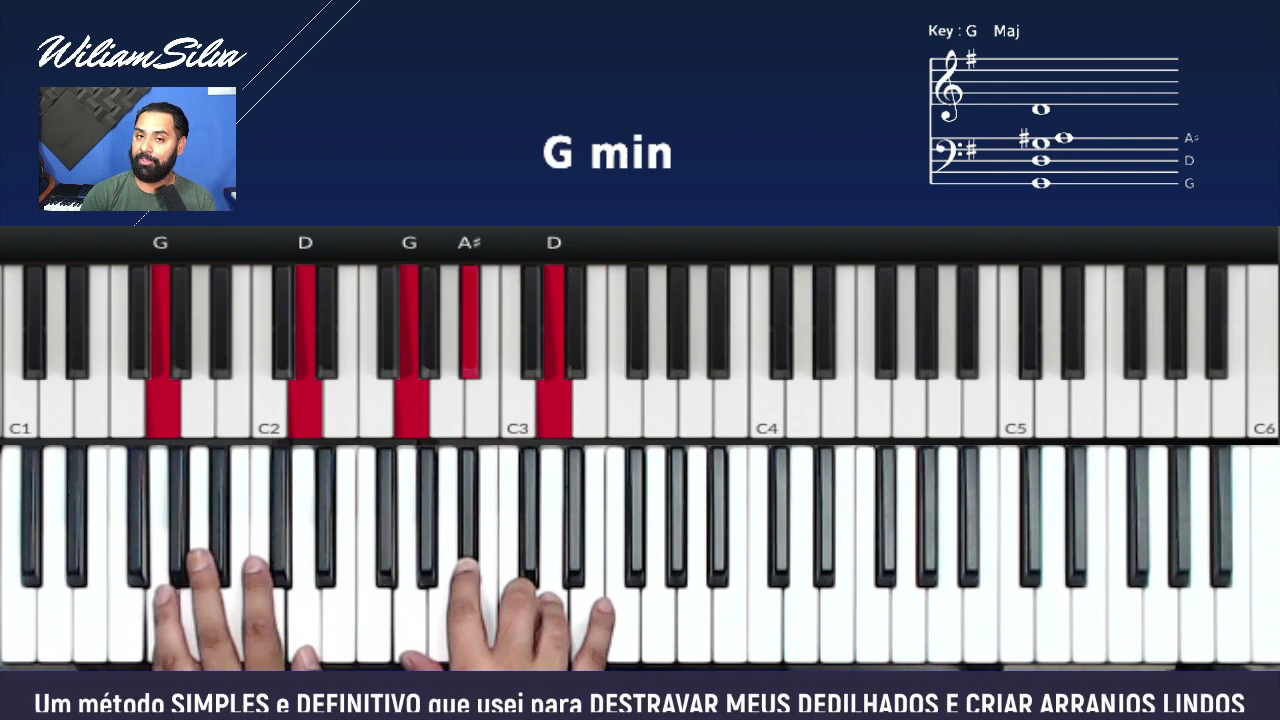 WiliamSilva
Key : G Maj
G min
A♯
D
G
G D G A♯ D
C1 C2 C3 C4 C5 C6
Um método SIMPLES e DEFINITIVO que usei para DESTRAVAR MEUS DEDILHADOS E CRIAR ARRANJOS LINDOS